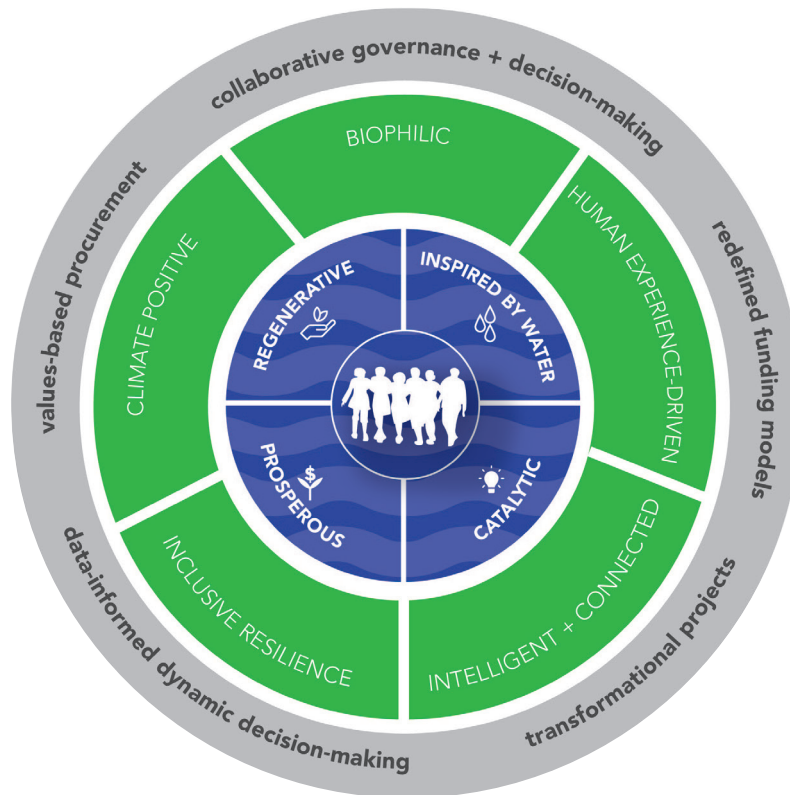 collaborative governance + decision-making
redefined funding models
transformational projects
data-informed dynamic decision-making
values-based procurement
BIOPHILIC
HUMAN EXPERIENCE-DRIVEN
INTELLIGENT + CONNECTED
INCLUSIVE RESILIENCE
CLIMATE POSITIVE
REGENERATIVE
INSPIRED BY WATER
CATALYTIC
PROSPEROUS
$